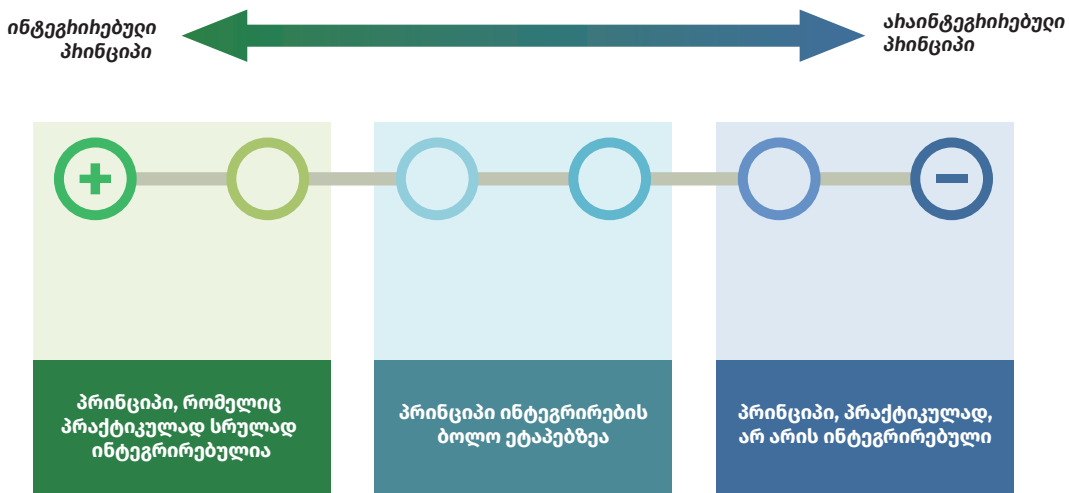 ინტეგრირებული
პრინციპი
არაინტეგრირებული
პრინციპი
+
−
პრინციპი, რომელიც
პრაქტიკულად სრულად
ინტეგრირებულია
პრინციპი ინტეგრირების
ბოლო ეტაპებზეა
პრინციპი, პრაქტიკულად,
არ არის ინტეგრირებული